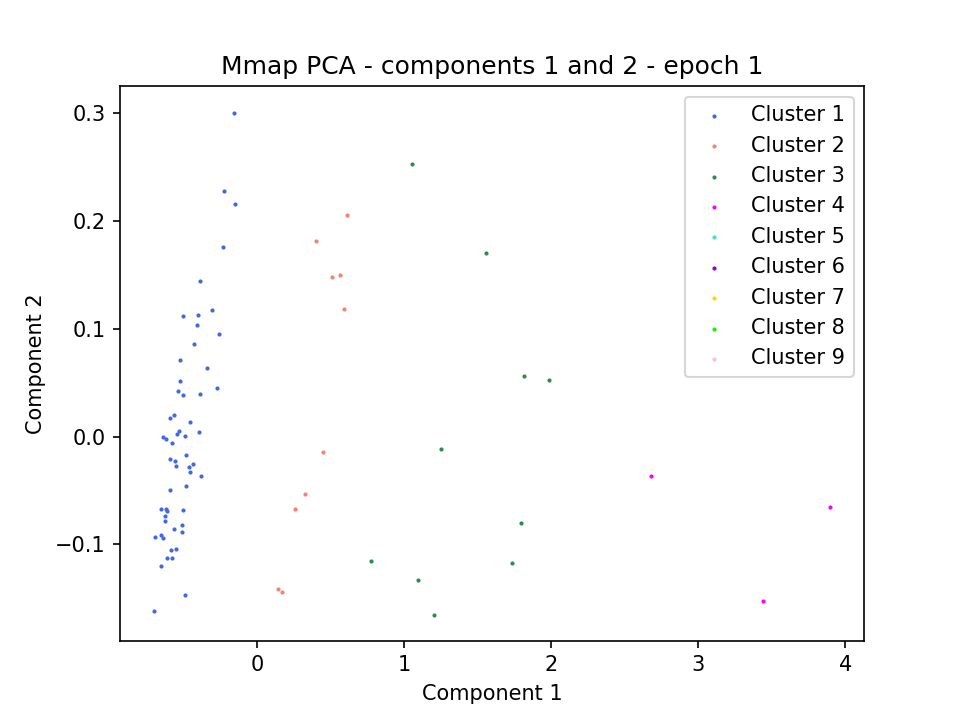 Mmap PCA - components 1 and 2 - epoch 1
Cluster 1
Cluster 2
Cluster 3
Cluster 4
Cluster 5
Cluster 6
Cluster 7
Cluster 8
Cluster 9
0.3
0.2
0.1
0.0
−0.1
Component 2
0 1 2 3 4
Component 1